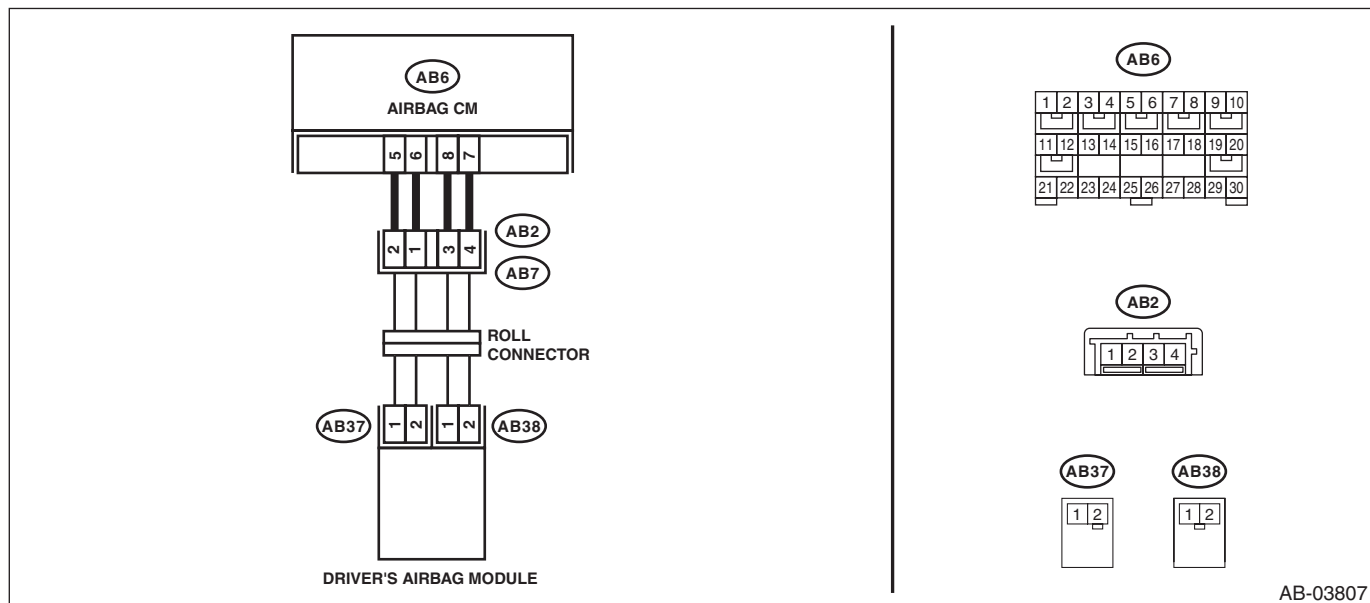 AB6
AIRBAG CM
5 6 8 7
2 1 3 4
AB2
AB7
ROLL
CONNECTOR
AB37
1 2
1 2
AB38
DRIVER'S AIRBAG MODULE
AB6
1 2 3 4 5 6 7 8 9 10
11 12 13 14 15 16 17 18 19 20
21 22 23 24 25 26 27 28 29 30
AB2
1 2 3 4
AB37
1 2
AB38
1 2
AB-03807